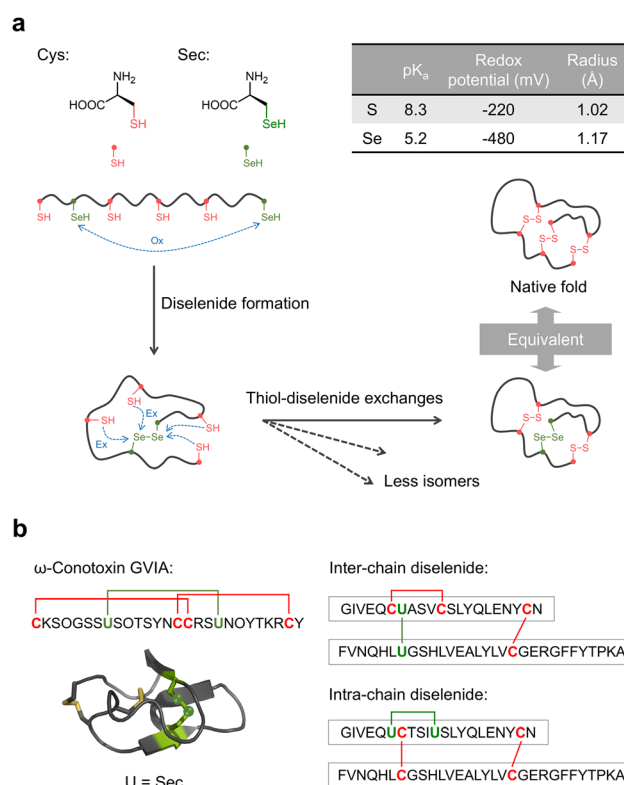 a
Cys:
Sec:
NH2
HOOC
SH
NH2
HOOC
SeH
SH
SeH
pKa
Redox potential (mV)
Radius (Å)
S 8.3 -220 1.02
Se 5.2 -480 1.17
SH
SeH
SH
SH
SH
SeH
Ox
Diselenide formation
S–S
S–S
S–S
Native fold
Equivalent
SH
SH
Ex
SH
Ex
Se–Se
SH
Thiol-diselenide exchanges
Less isomers
S–S
Se–Se
S–S
b
ω-Conotoxin GVIA:
CKSOGSSUSOTSYNCCRSUNOYTKRCY
U = Sec
Inter-chain diselenide:
GIVEQCUASVCSLYQLENYCN
FVNQHLUGSHLVEALYLVCGERGFFYTPKA
Intra-chain diselenide:
GIVEQUCTSIUSLYQLENYCN
FVNQHLCGSHLVEALYLVCGERGFFYTPKA